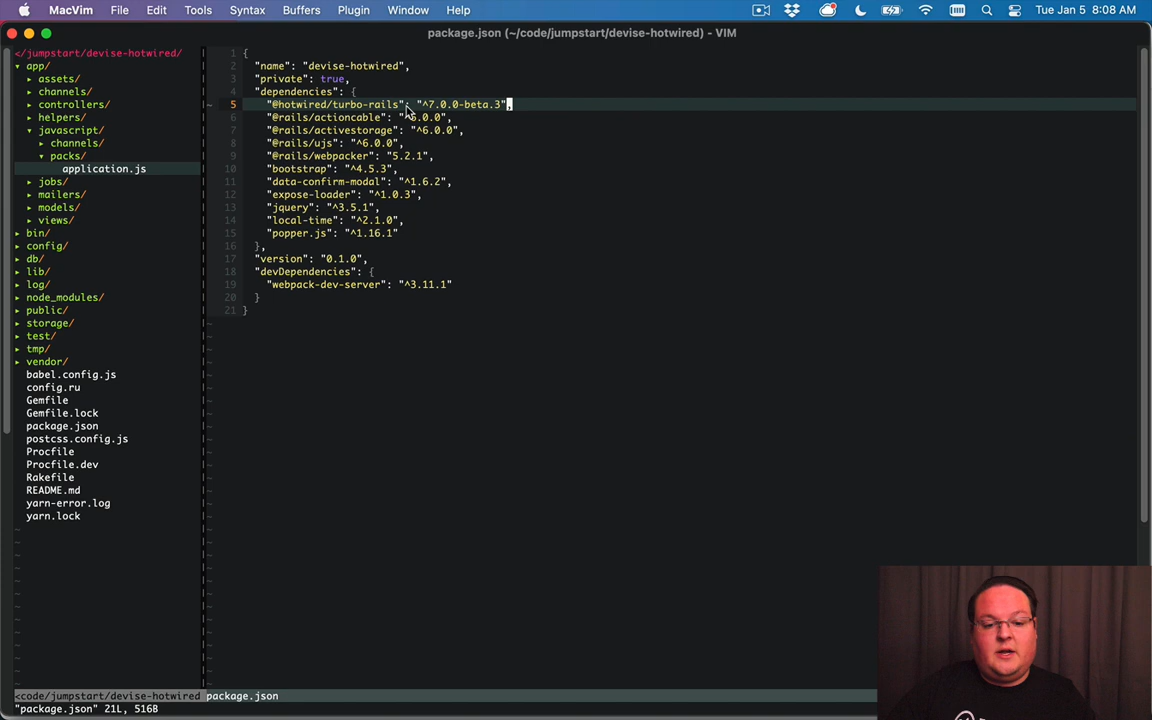 MacVim File Edit Tools Syntax Buffers Plugin Window Help Tue Jan 5 8:08 AM
package.json (~/code/jumpstart/devise-hotwired) - VIM
</jumpstart/devise-hotwired/
▾ app/
▸ assets/
▸ channels/
▸ controllers/
▸ helpers/
▾ javascript/
▸ channels/
▾ packs/
application.js
▸ jobs/
▸ mailers/
▸ models/
▸ views/
▸ bin/
▸ config/
▸ db/
▸ lib/
▸ log/
▸ node_modules/
▸ public/
▸ storage/
▸ test/
▸ tmp/
▸ vendor/
babel.config.js
config.ru
Gemfile
Gemfile.lock
package.json
postcss.config.js
Procfile
Procfile.dev
Rakefile
README.md
yarn-error.log
yarn.lock
1 {
2 "name": "devise-hotwired",
3 "private": true,
4 "dependencies": {
~ 5 "@hotwired/turbo-rails": "^7.0.0-beta.3",
6 "@rails/actioncable": "^6.0.0",
7 "@rails/activestorage": "^6.0.0",
8 "@rails/ujs": "^6.0.0",
9 "@rails/webpacker": "5.2.1",
10 "bootstrap": "^4.5.3",
11 "data-confirm-modal": "^1.6.2",
12 "expose-loader": "^1.0.3",
13 "jquery": "^3.5.1",
14 "local-time": "^2.1.0",
15 "popper.js": "^1.16.1"
16 },
17 "version": "0.1.0",
18 "devDependencies": {
19 "webpack-dev-server": "^3.11.1"
20 }
21 }
<code/jumpstart/devise-hotwired package.json
"package.json" 21L, 516B